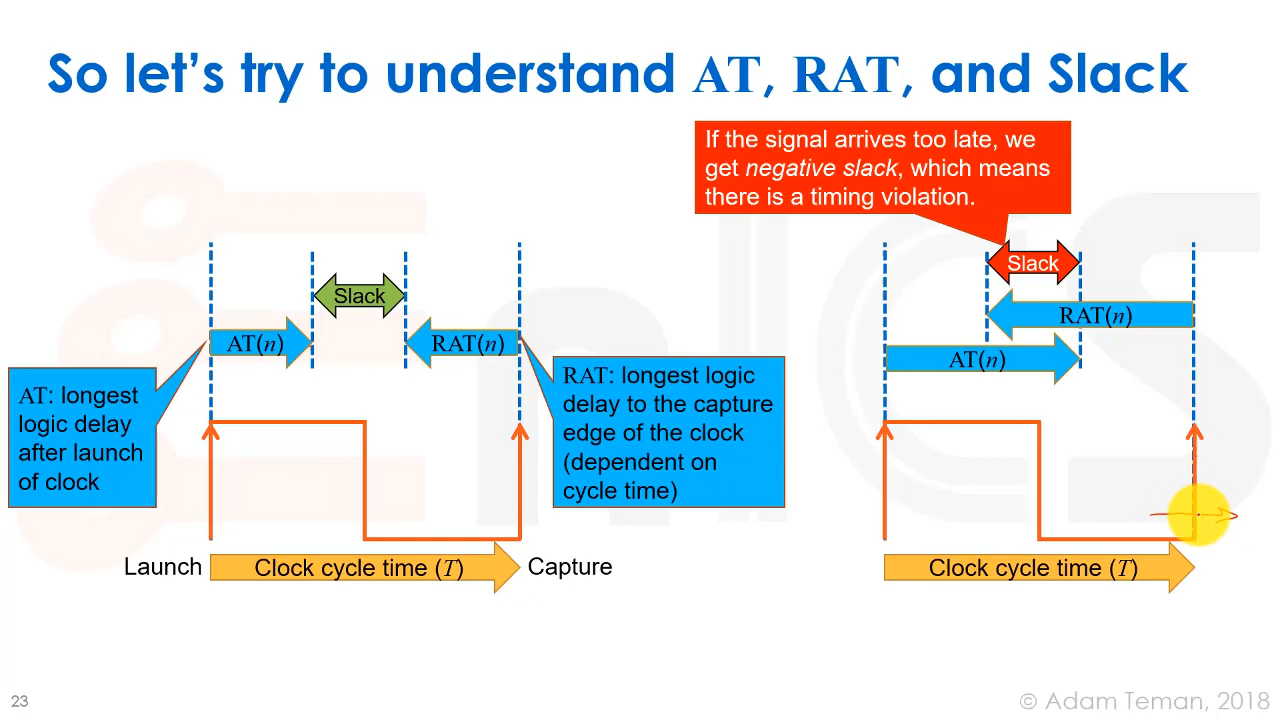 So let's try to understand AT, RAT, and Slack
If the signal arrives too late, we
get negative slack, which means
there is a timing violation.
Slack
AT(n)
RAT(n)
AT: longest
logic delay
after launch
of clock
RAT: longest logic
delay to the capture
edge of the clock
(dependent on
cycle time)
Launch
Clock cycle time (T)
Capture
Slack
RAT(n)
AT(n)
Clock cycle time (T)
23
© Adam Teman, 2018